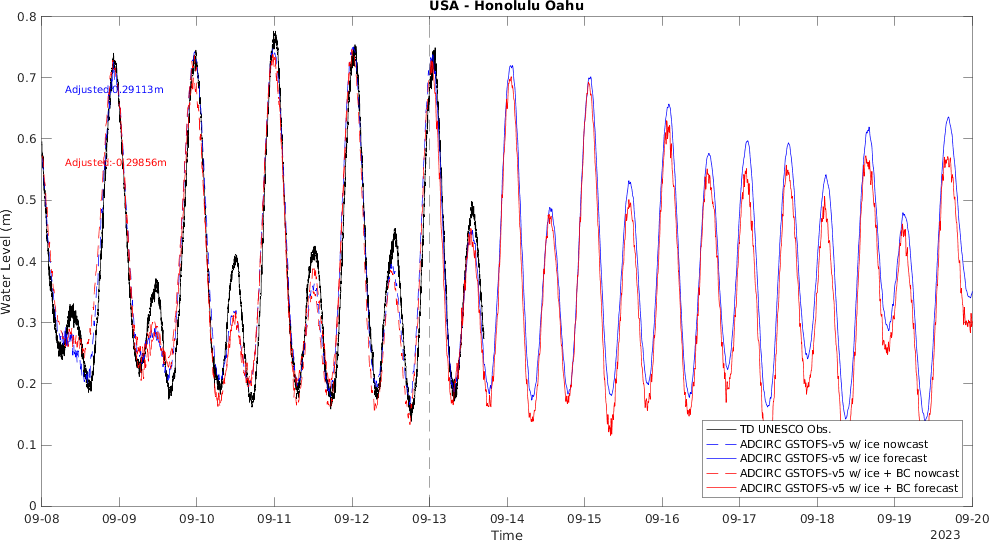 USA - Honolulu Oahu
0.8
0.7
0.6
0.5
0.4
0.3
0.2
0.1
0
Water Level (m)
Adjusted:0.29113m
Adjusted:-0.29856m
TD UNESCO Obs.
ADCIRC GSTOFS-v5 w/ ice nowcast
ADCIRC GSTOFS-v5 w/ ice forecast
ADCIRC GSTOFS-v5 w/ ice + BC nowcast
ADCIRC GSTOFS-v5 w/ ice + BC forecast
09-08 09-09 09-10 09-11 09-12 09-13 09-14 09-15 09-16 09-17 09-18 09-19 09-20
Time
2023